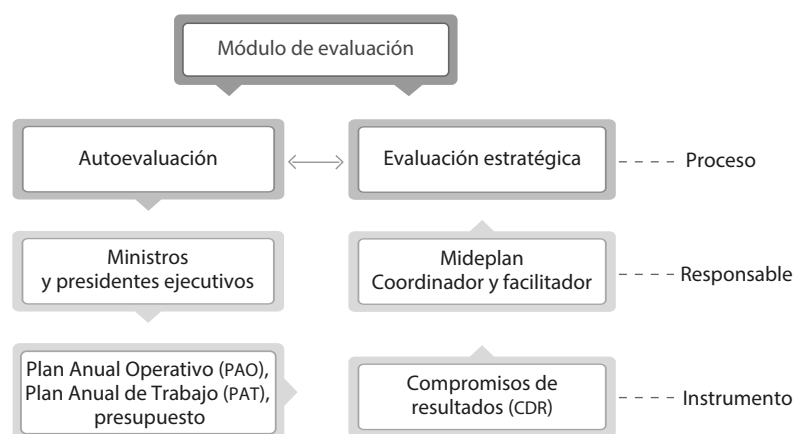 Módulo de evaluación
Autoevaluación
Evaluación estratégica
Proceso
Ministros
y presidentes ejecutivos
Mideplan
Coordinador y facilitador
Responsable
Plan Anual Operativo (PAO),
Plan Anual de Trabajo (PAT),
presupuesto
Compromisos de
resultados (CDR)
Instrumento